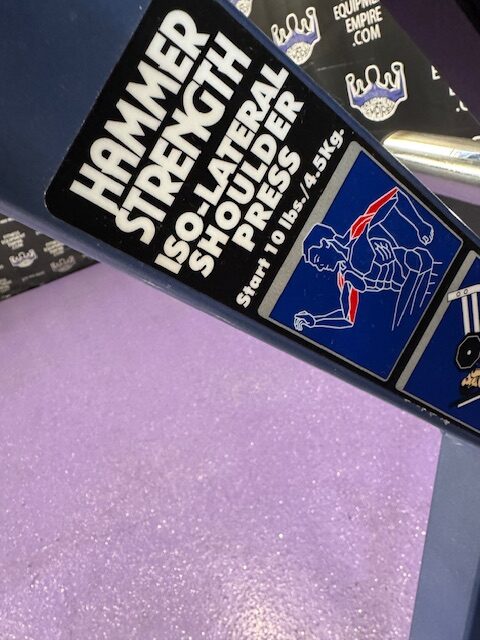 HAMMER
STRENGTH
ISO-LATERAL
SHOULDER
PRESS
Start 10 lbs./4.5Kg.
EQUIPMENT
EMPIRE
.COM